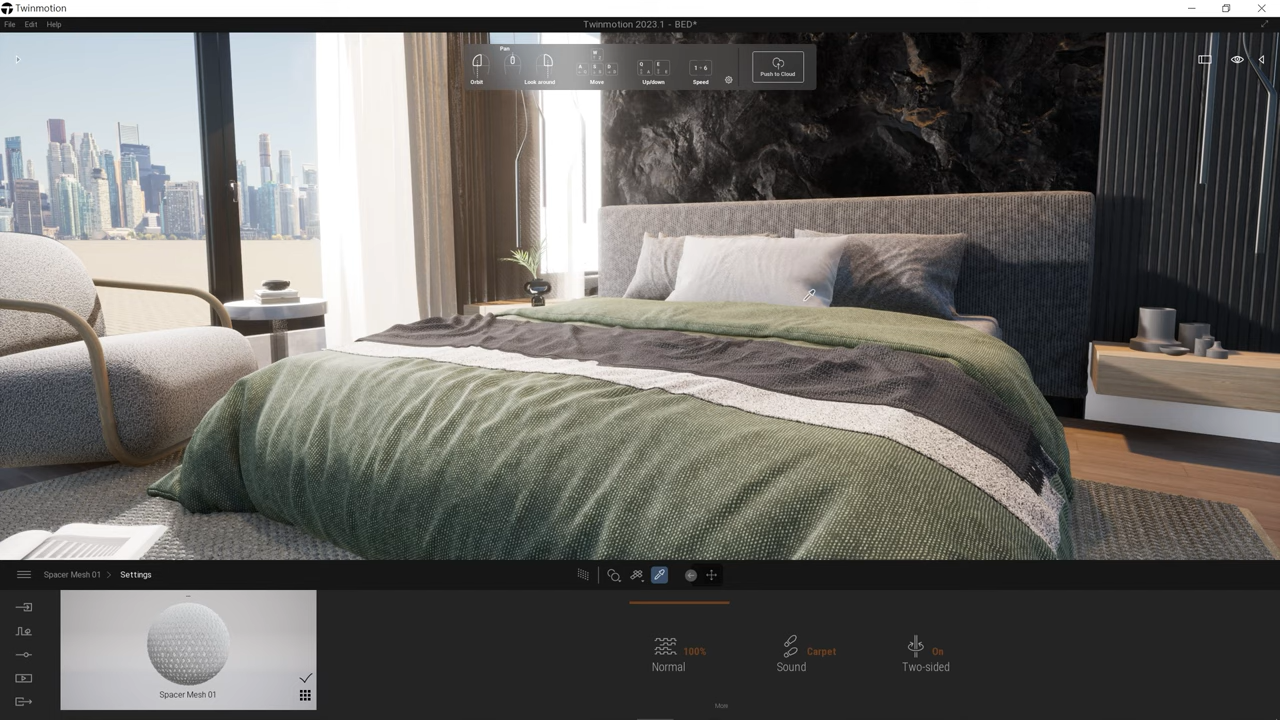 Twinmotion
File Edit Help
Twinmotion 2023.1 - BED*
Pan
Orbit
Look around
W
A S D
Move
Q E
Up/down
1 - 6
Speed
Push to Cloud
Spacer Mesh 01 > Settings
Spacer Mesh 01
100%
Normal
Carpet
Sound
On
Two-sided
More